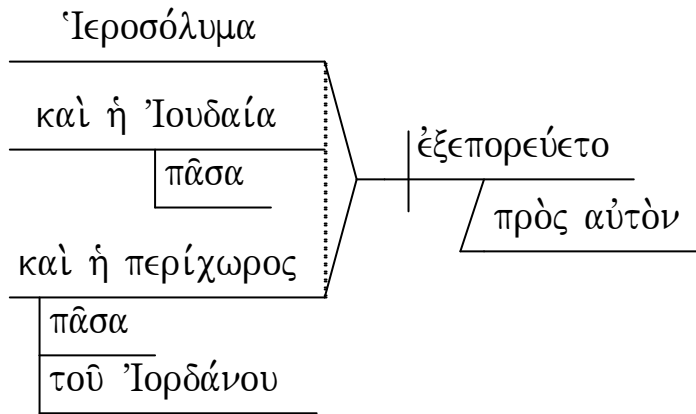 Ἱεροσόλυμα
καὶ ἡ Ἰουδαία
πᾶσα
ἐξεπορεύετο
πρὸς αὐτὸν
καὶ ἡ περίχωρος
πᾶσα
τοῦ Ἰορδάνου